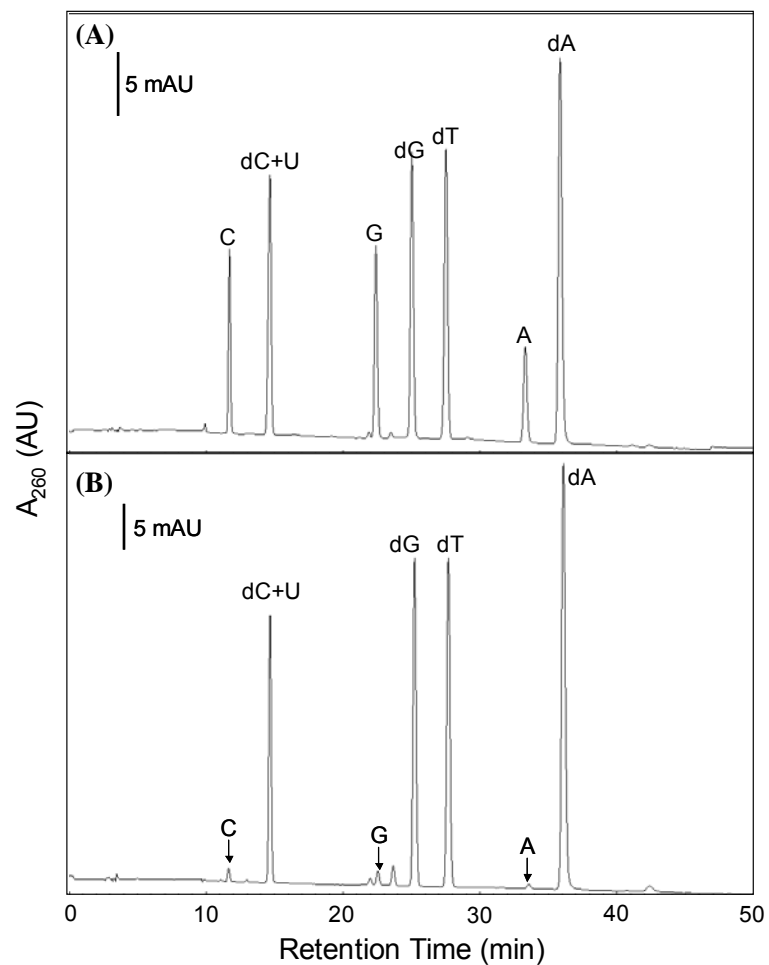 (A)
5 mAU
C
dC+U
G
dG
dT
A
dA
A260 (AU)
(B)
5 mAU
C
dC+U
G
dG
dT
A
dA
0 10 20 30 40 50
Retention Time (min)